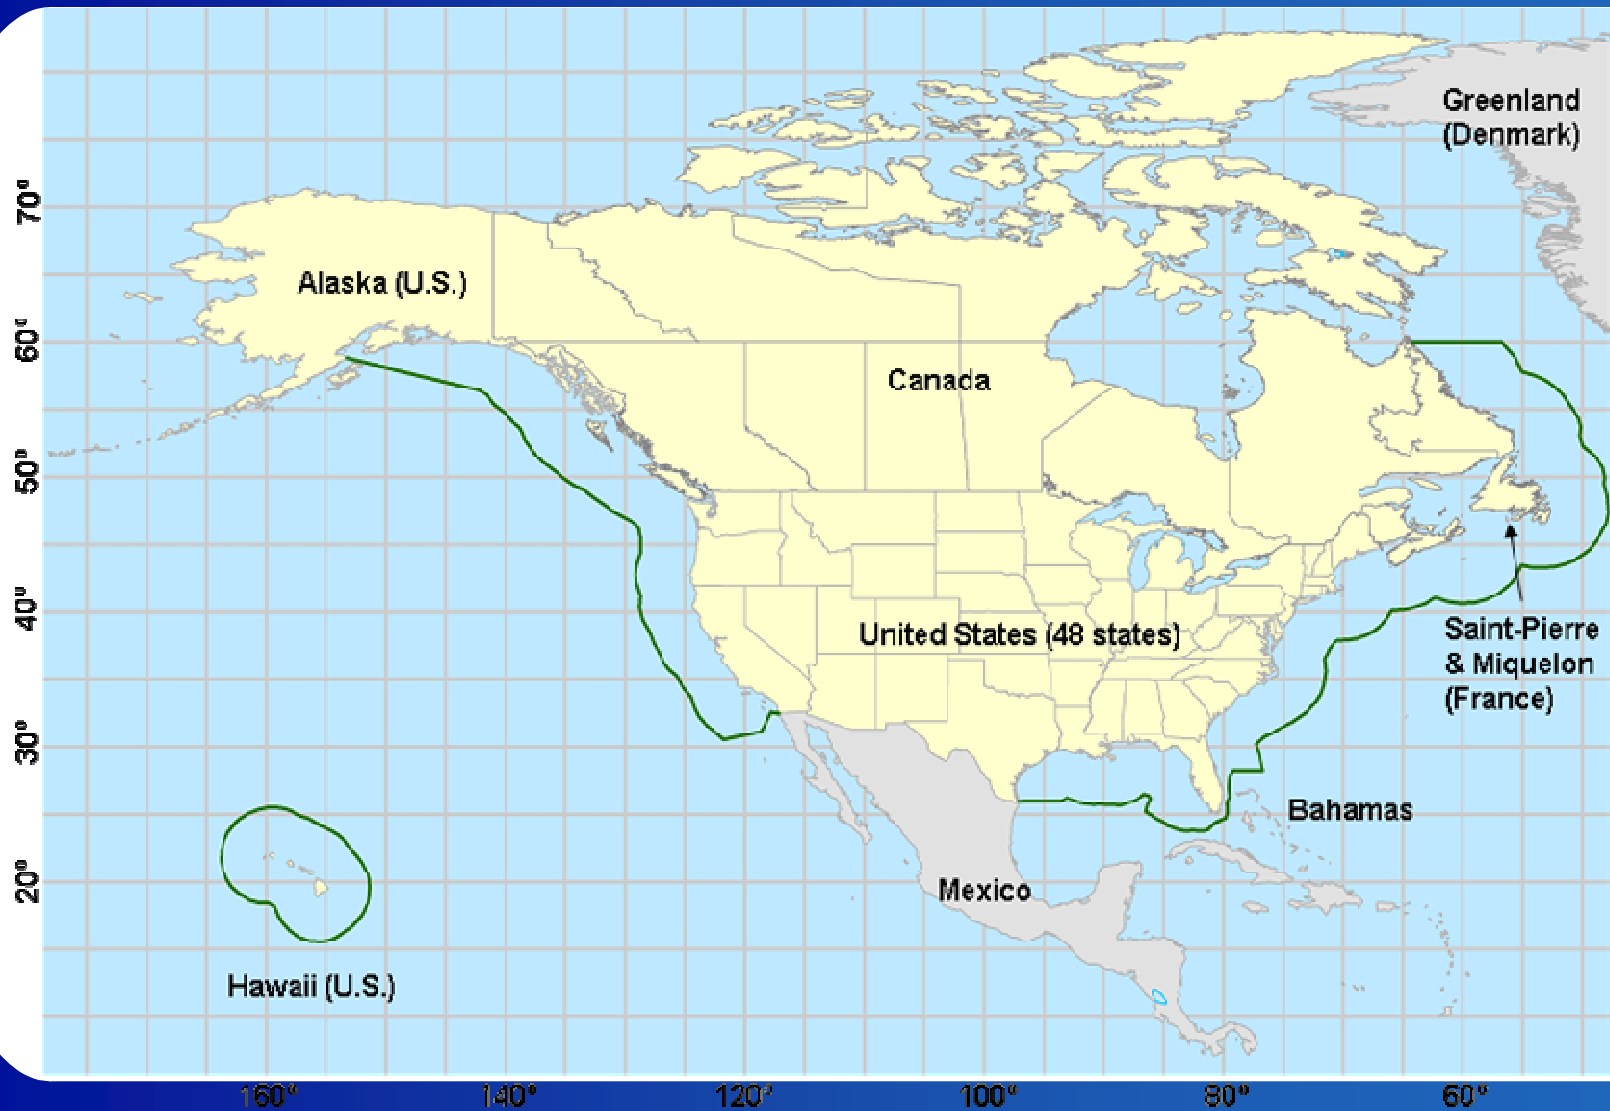 Greenland
(Denmark)
70°
Alaska (U.S.)
60°
Canada
50°
40°
United States (48 states)
Saint-Pierre
& Miquelon
(France)
30°
Bahamas
20°
Mexico
Hawaii (U.S.)
160° 140° 120° 100° 80° 60°